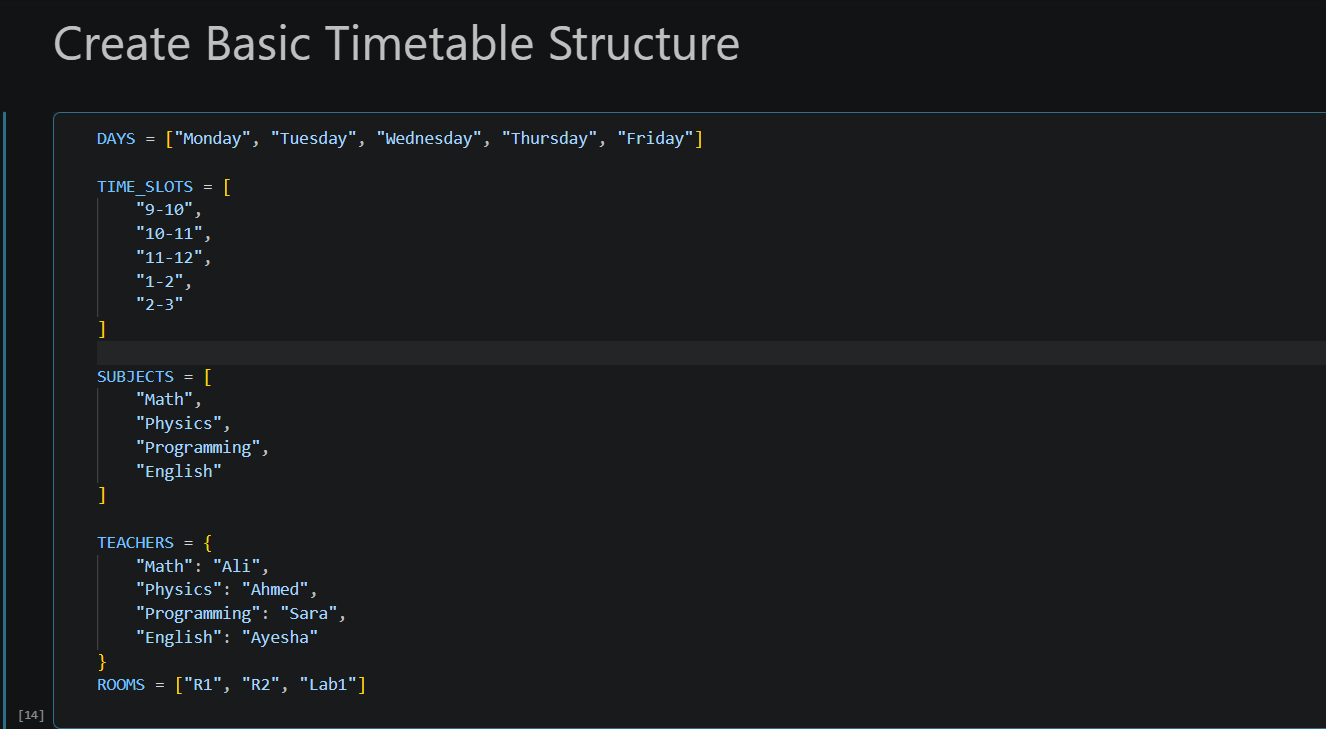 Create Basic Timetable Structure
DAYS = ["Monday", "Tuesday", "Wednesday", "Thursday", "Friday"]
TIME_SLOTS = [
    "9-10",
    "10-11",
    "11-12",
    "1-2",
    "2-3"
]
SUBJECTS = [
    "Math",
    "Physics",
    "Programming",
    "English"
]
TEACHERS = {
    "Math": "Ali",
    "Physics": "Ahmed",
    "Programming": "Sara",
    "English": "Ayesha"
}
ROOMS = ["R1", "R2", "Lab1"]
[14]